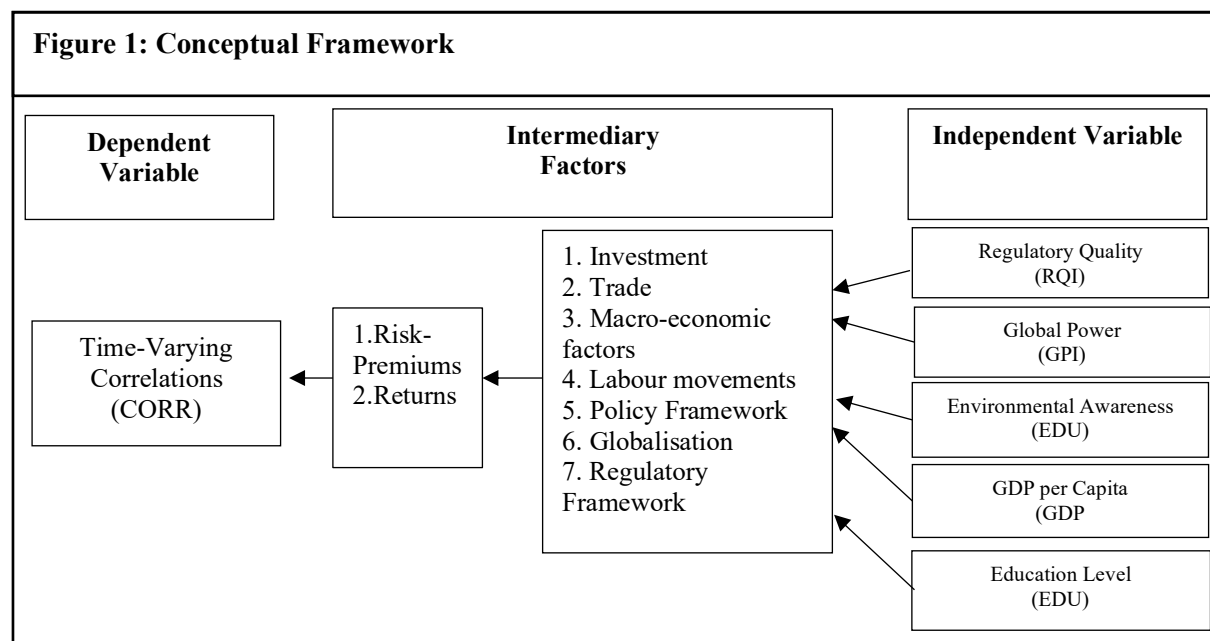 Figure 1: Conceptual Framework
Dependent
Variable
Intermediary
Factors
Independent Variable
Time-Varying
Correlations
(CORR)
1.Risk-
Premiums
2.Returns
1. Investment
2. Trade
3. Macro-economic
factors
4. Labour movements
5. Policy Framework
6. Globalisation
7. Regulatory
Framework
Regulatory Quality
(RQI)
Global Power
(GPI)
Environmental Awareness
(EDU)
GDP per Capita
(GDP
Education Level
(EDU)